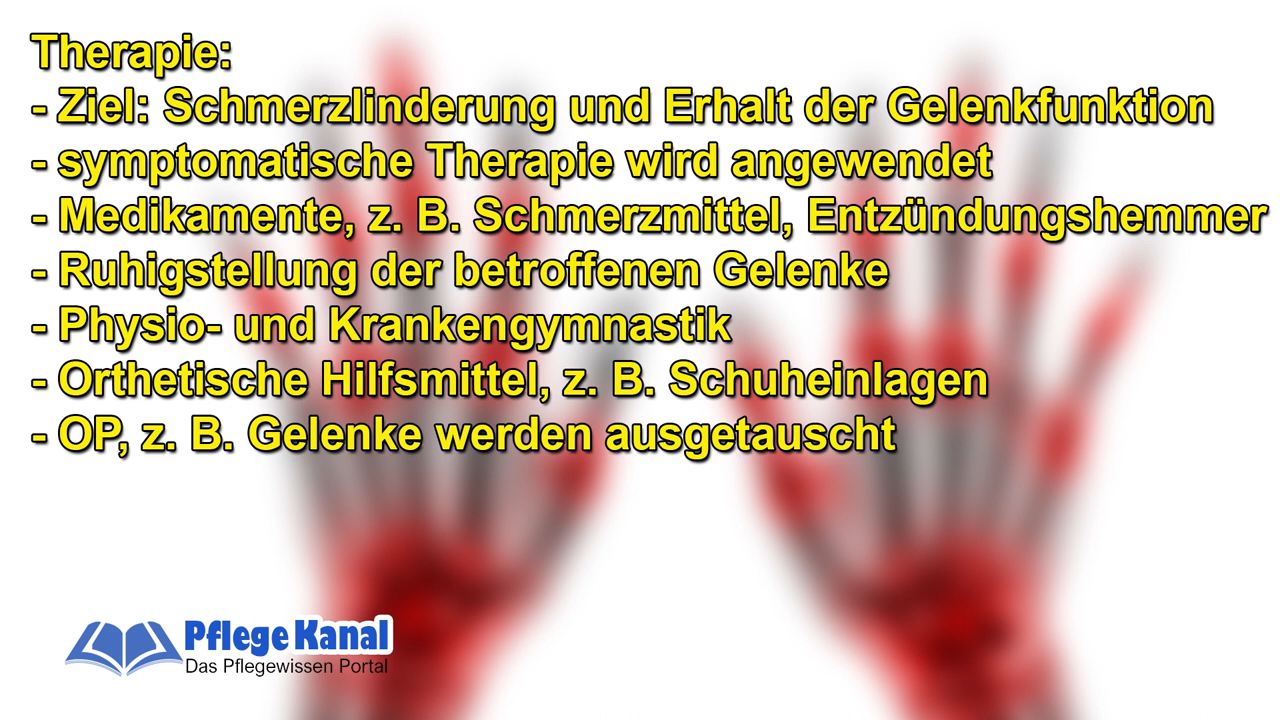 Therapie:
- Ziel: Schmerzlinderung und Erhalt der Gelenkfunktion
- symptomatische Therapie wird angewendet
- Medikamente, z. B. Schmerzmittel, Entzündungshemmer
- Ruhigstellung der betroffenen Gelenke
- Physio- und Krankengymnastik
- Orthetische Hilfsmittel, z. B. Schuheinlagen
- OP, z. B. Gelenke werden ausgetauscht
Pflege Kanal
Das Pflegewissen Portal